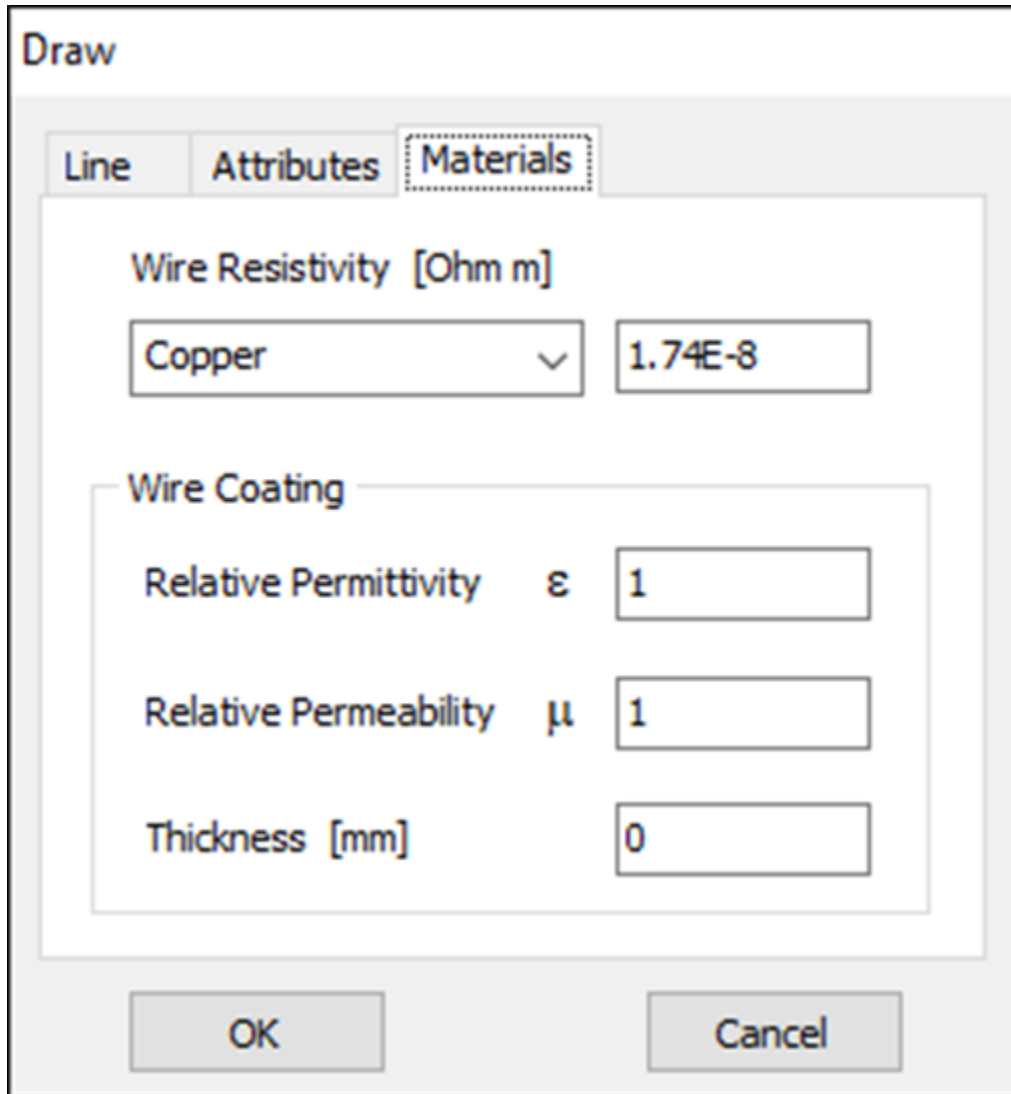 Draw
Line Attributes Materials
Wire Resistivity [Ohm m]
Copper 1.74E-8
Wire Coating
Relative Permittivity ε 1
Relative Permeability μ 1
Thickness [mm] 0
OK Cancel